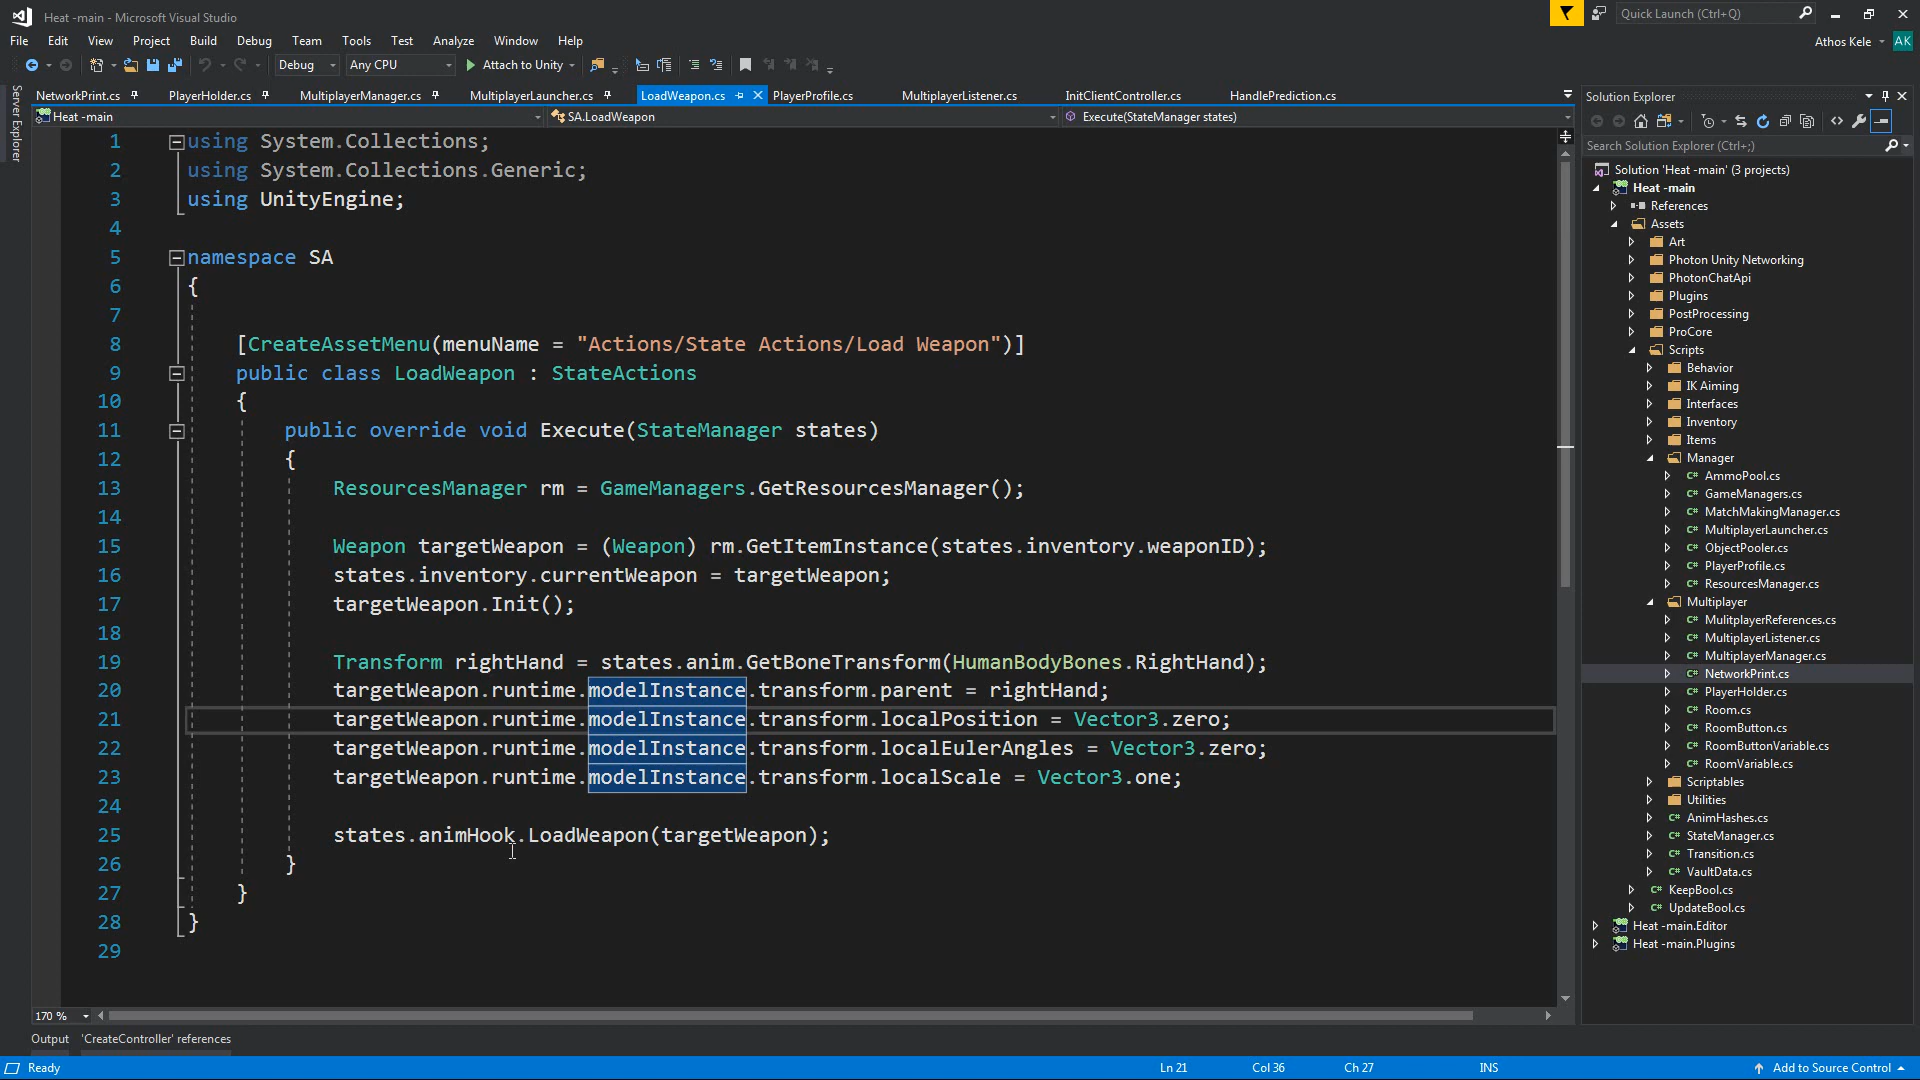 Heat -main - Microsoft Visual Studio
Quick Launch (Ctrl+Q)
File Edit View Project Build Debug Team Tools Test Analyze Window Help
Athos Kele AK
Debug Any CPU Attach to Unity
Server Explorer
NetworkPrint.cs PlayerHolder.cs MultiplayerManager.cs MultiplayerLauncher.cs LoadWeapon.cs PlayerProfile.cs MultiplayerListener.cs InitClientController.cs HandlePrediction.cs
Heat -main SA.LoadWeapon Execute(StateManager states)
1 using System.Collections;
2 using System.Collections.Generic;
3 using UnityEngine;
4
5 namespace SA
6 {
7
8 [CreateAssetMenu(menuName = "Actions/State Actions/Load Weapon")]
9 public class LoadWeapon : StateActions
10 {
11 public override void Execute(StateManager states)
12 {
13 ResourcesManager rm = GameManagers.GetResourcesManager();
14
15 Weapon targetWeapon = (Weapon) rm.GetItemInstance(states.inventory.weaponID);
16 states.inventory.currentWeapon = targetWeapon;
17 targetWeapon.Init();
18
19 Transform rightHand = states.anim.GetBoneTransform(HumanBodyBones.RightHand);
20 targetWeapon.runtime.modelInstance.transform.parent = rightHand;
21 targetWeapon.runtime.modelInstance.transform.localPosition = Vector3.zero;
22 targetWeapon.runtime.modelInstance.transform.localEulerAngles = Vector3.zero;
23 targetWeapon.runtime.modelInstance.transform.localScale = Vector3.one;
24
25 states.animHook.LoadWeapon(targetWeapon);
26 }
27 }
28 }
29
170 %
Output 'CreateController' references
Ready Ln 21 Col 36 Ch 27 INS Add to Source Control
Solution Explorer
Search Solution Explorer (Ctrl+;)
Solution 'Heat -main' (3 projects)
Heat -main
References
Assets
Art
Photon Unity Networking
PhotonChatApi
Plugins
PostProcessing
ProCore
Scripts
Behavior
IK Aiming
Interfaces
Inventory
Items
Manager
C# AmmoPool.cs
C# GameManagers.cs
C# MatchMakingManager.cs
C# MultiplayerLauncher.cs
C# ObjectPooler.cs
C# PlayerProfile.cs
C# ResourcesManager.cs
Multiplayer
C# MulitplayerReferences.cs
C# MultiplayerListener.cs
C# MultiplayerManager.cs
C# NetworkPrint.cs
C# PlayerHolder.cs
C# Room.cs
C# RoomButton.cs
C# RoomButtonVariable.cs
C# RoomVariable.cs
Scriptables
Utilities
C# AnimHashes.cs
C# StateManager.cs
C# Transition.cs
C# VaultData.cs
C# KeepBool.cs
C# UpdateBool.cs
Heat -main.Editor
Heat -main.Plugins